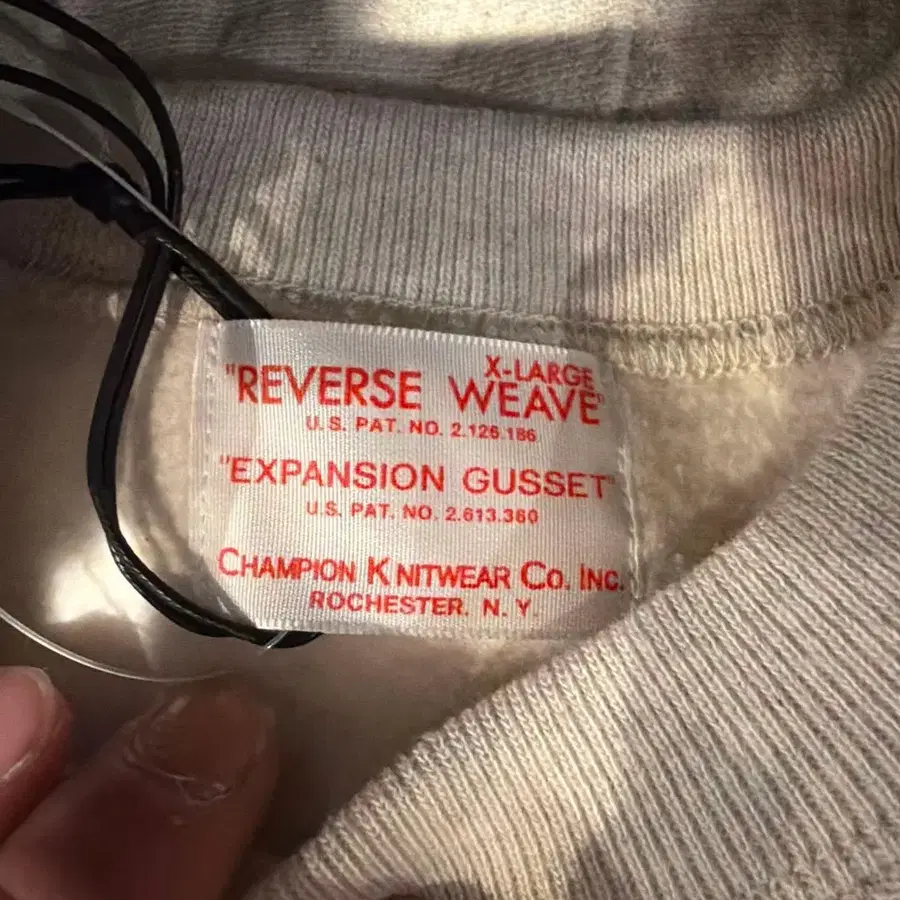 X-LARGE
"REVERSE WEAVE"
U.S. PAT. NO. 2.126.186
"EXPANSION GUSSET"
U.S. PAT. NO. 2.613.360
CHAMPION KNITWEAR CO. INC.
ROCHESTER. N. Y.